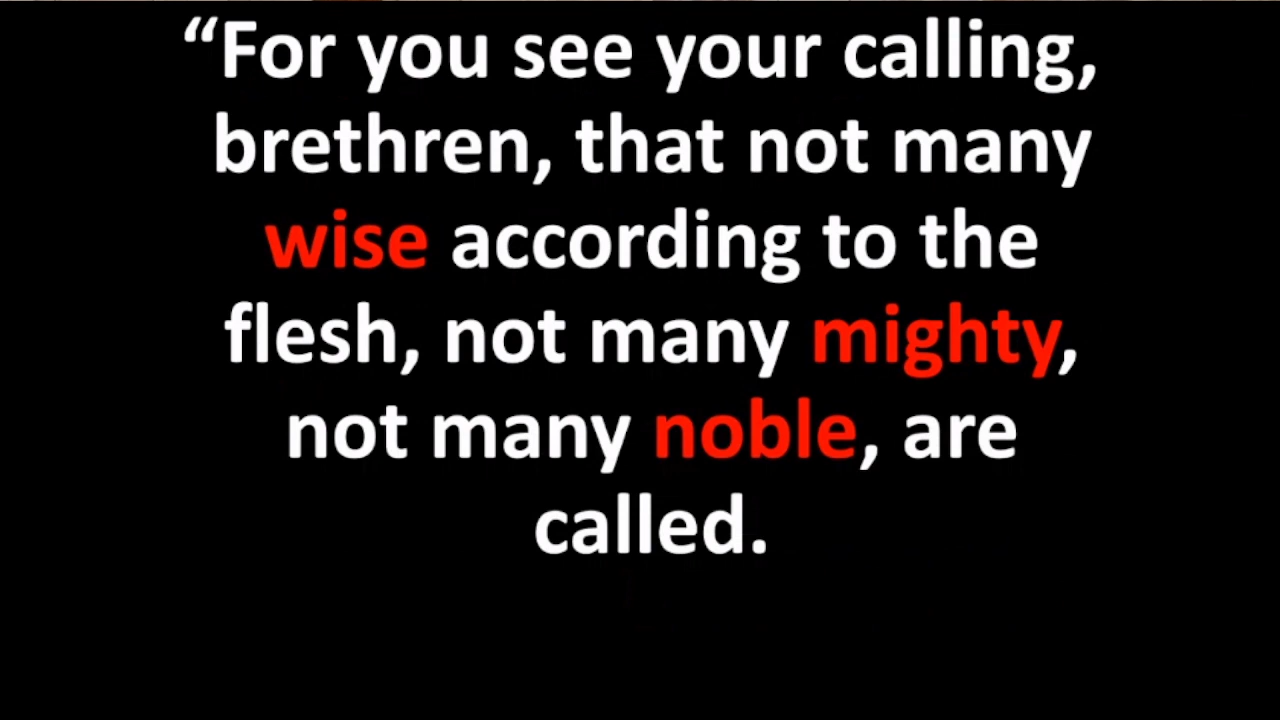 “For you see your calling,
brethren, that not many
wise according to the
flesh, not many mighty,
not many noble, are
called.